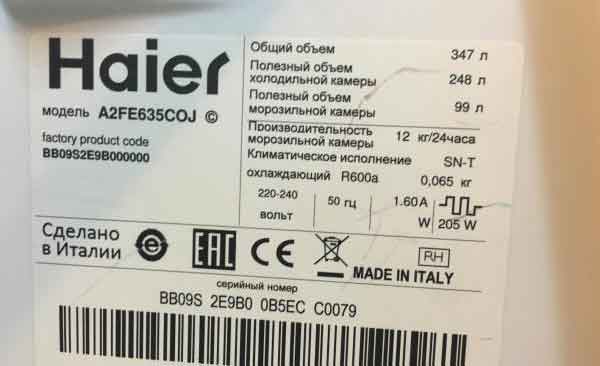 Haier
модель A2FE635COJ ©
factory product code
BB09S2E9B000000
Общий объем 347 л
Полезный объем
холодильной камеры 248 л
Полезный объем
морозильной камеры 99 л
Производительность
морозильной камеры 12 кг/24часа
Климатическое исполнение SN-T
охлаждающий R600a 0,065 кг
220-240 50 гц 1.60A
вольт W 205 W
Сделано
в Италии
EAC CE RH
MADE IN ITALY
серийный номер
BB09S 2E9B0 0B5EC C0079